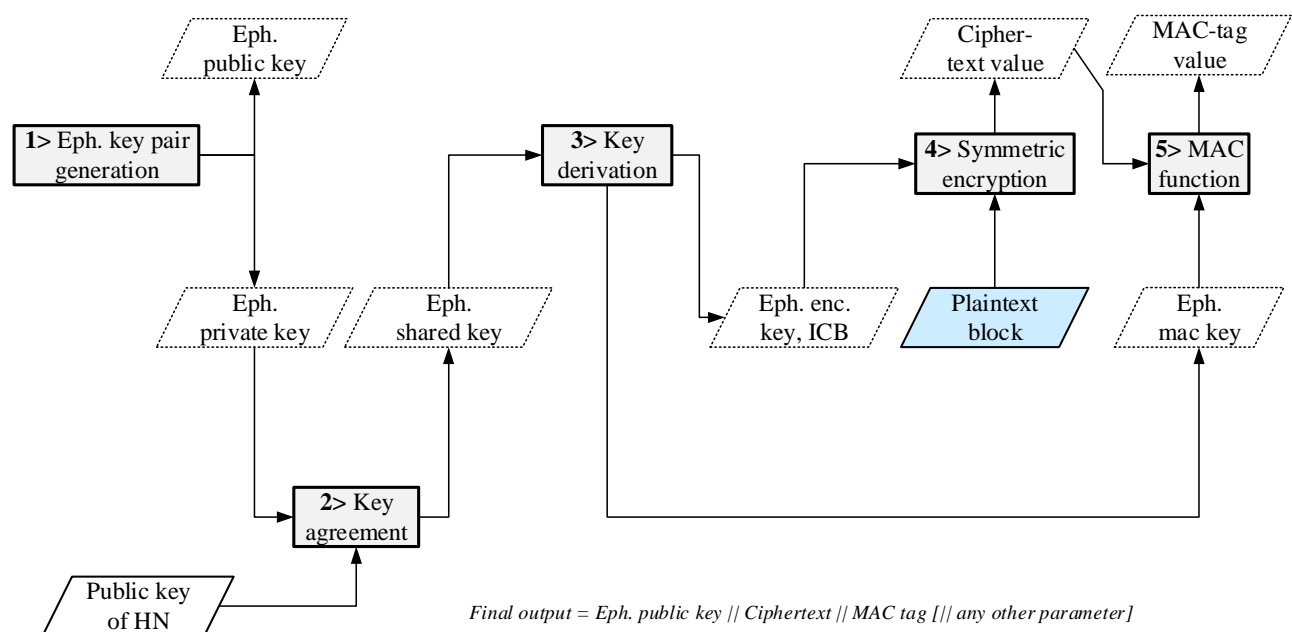 Eph.
public key
Cipher-
text value
MAC-tag
value
1> Eph. key pair
generation
3> Key
derivation
4> Symmetric
encryption
5> MAC
function
Eph.
private key
Eph.
shared key
Eph. enc.
key, ICB
Plaintext
block
Eph.
mac key
2> Key
agreement
Public key
of HN
Final output = Eph. public key || Ciphertext || MAC tag [|| any other parameter]